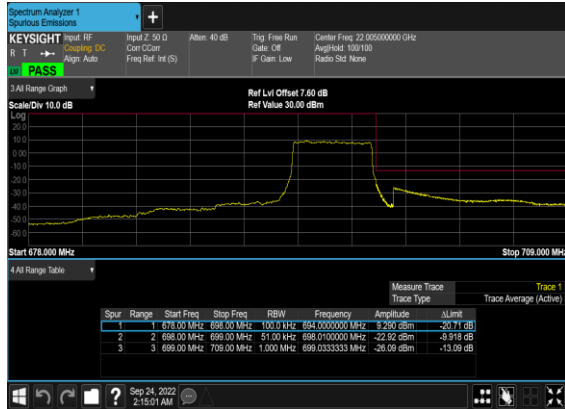 Spectrum Analyzer 1
Spurious Emissions
KEYSIGHT Input: RF Input Z: 50 Ω Atten: 40 dB Trig: Free Run Center Freq: 22.005000000 GHz
R T Coupling: DC Corr CCorr Gate: Off Avg|Hold: 100/100
Align: Auto Freq Ref: Int (S) IF Gain: Low Radio Std: None
PASS
3 All Range Graph
Ref Lvl Offset 7.60 dB
Scale/Div 10.0 dB Ref Value 30.00 dBm
Log
20.0
10.0
0.00
-10.0
-20.0
-30.0
-40.0
-50.0
-60.0
Start 678.000 MHz Stop 709.000 MHz
4 All Range Table
Measure Trace Trace 1
Trace Type Trace Average (Active)
Spur Range Start Freq Stop Freq RBW Frequency Amplitude ΔLimit
1 1 678.00 MHz 698.00 MHz 100.0 kHz 694.0000000 MHz 9.290 dBm -20.71 dB
2 2 698.00 MHz 699.00 MHz 51.00 kHz 698.0100000 MHz -22.92 dBm -9.918 dB
3 3 699.00 MHz 709.00 MHz 1.000 MHz 699.0333333 MHz -26.09 dBm -13.09 dB
? Sep 24, 2022
2:15:01 AM